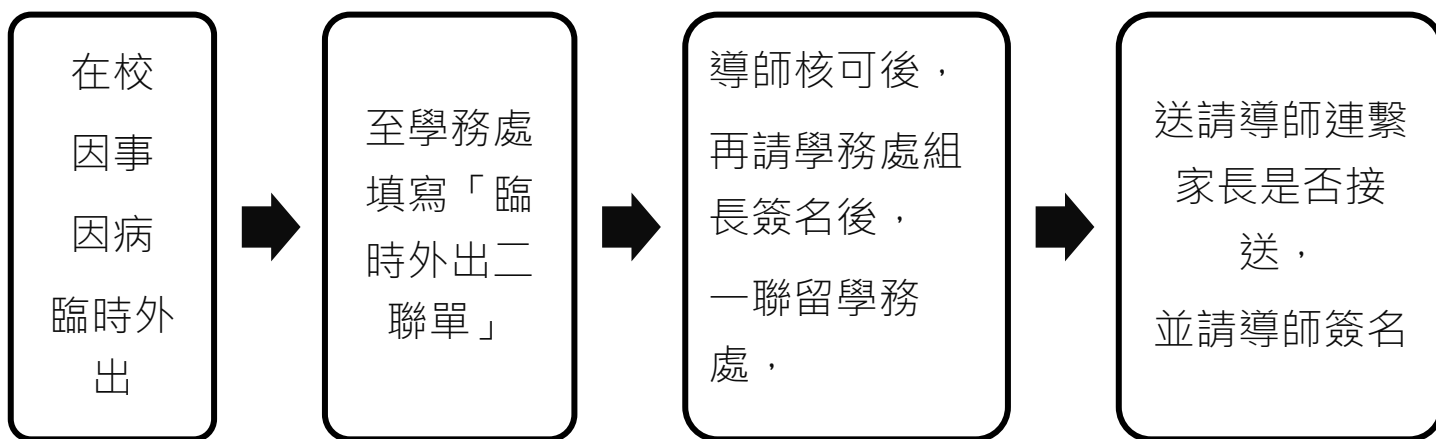 在校
因事
因病
臨時外
出
至學務處
填寫「臨
時外出二
聯單」
導師核可後，
再請學務處組
長簽名後，
一聯留學務
處，
送請導師連繫
家長是否接
送，
並請導師簽名